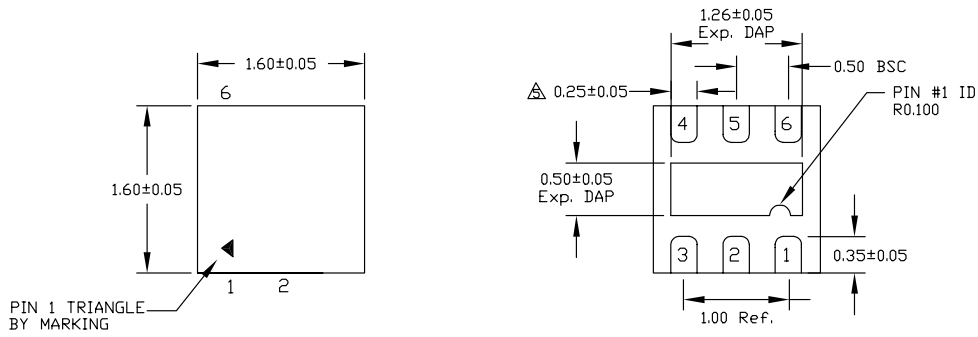 1.60±0.05
6
1.60±0.05
1
2
PIN 1 TRIANGLE
BY MARKING
1.26±0.05
Exp. DAP
0.50 BSC
5 0.25±0.05
PIN #1 ID
R0.100
4
5
6
0.50±0.05
Exp. DAP
3
2
1
0.35±0.05
1.00 Ref.